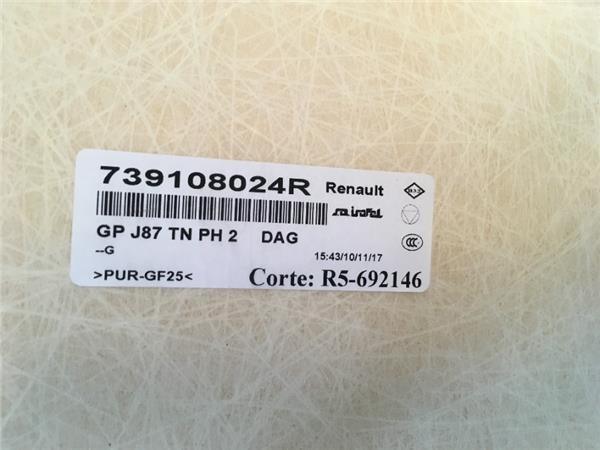 739108024R Renault
GP J87 TN PH 2 DAG
--G
15:43/10/11/17
>PUR-GF25< Corte: R5-692146